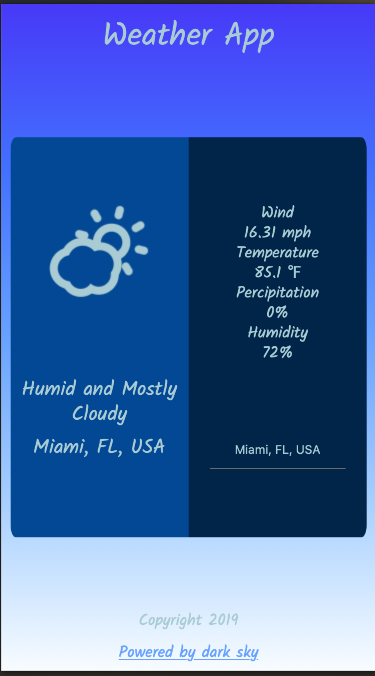 Weather App
Humid and Mostly
Cloudy
Miami, FL, USA
Wind
16.31 mph
Temperature
85.1 °F
Percipitation
0%
Humidity
72%
Miami, FL, USA
Copyright 2019
Powered by dark sky